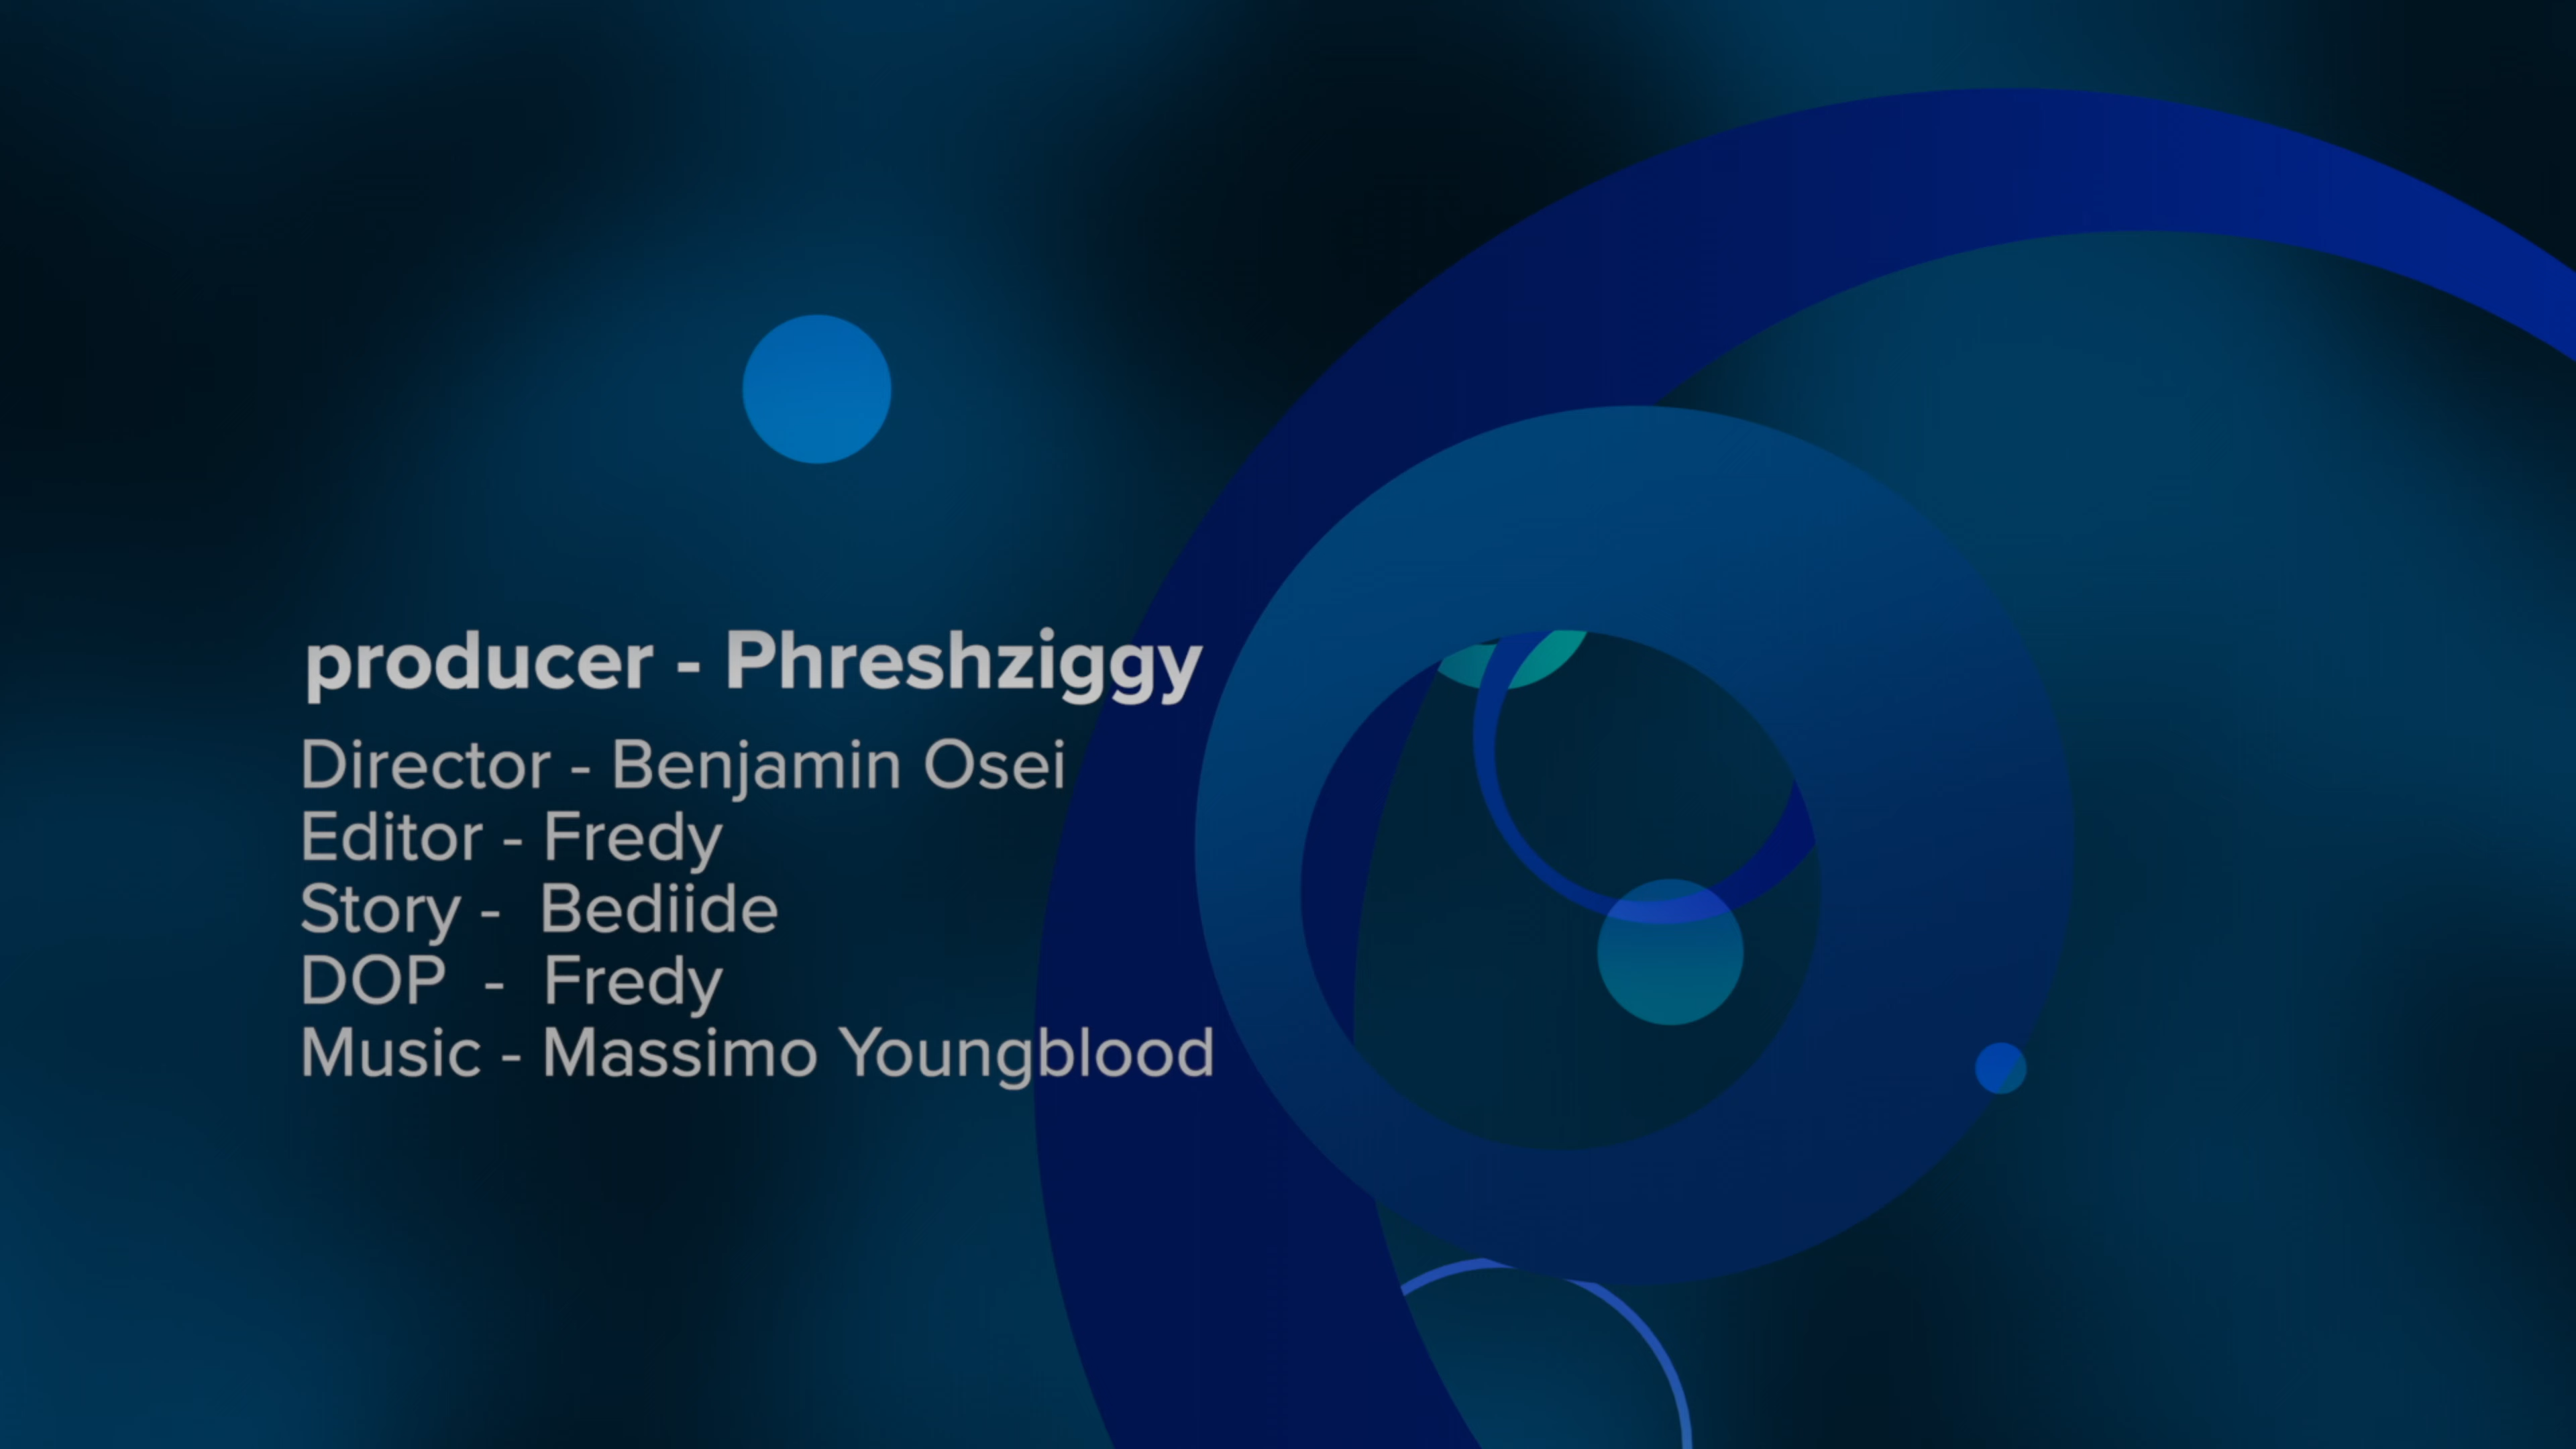 producer - Phreshziggy
Director - Benjamin Osei
Editor - Fredy
Story - Bediide
DOP - Fredy
Music - Massimo Youngblood